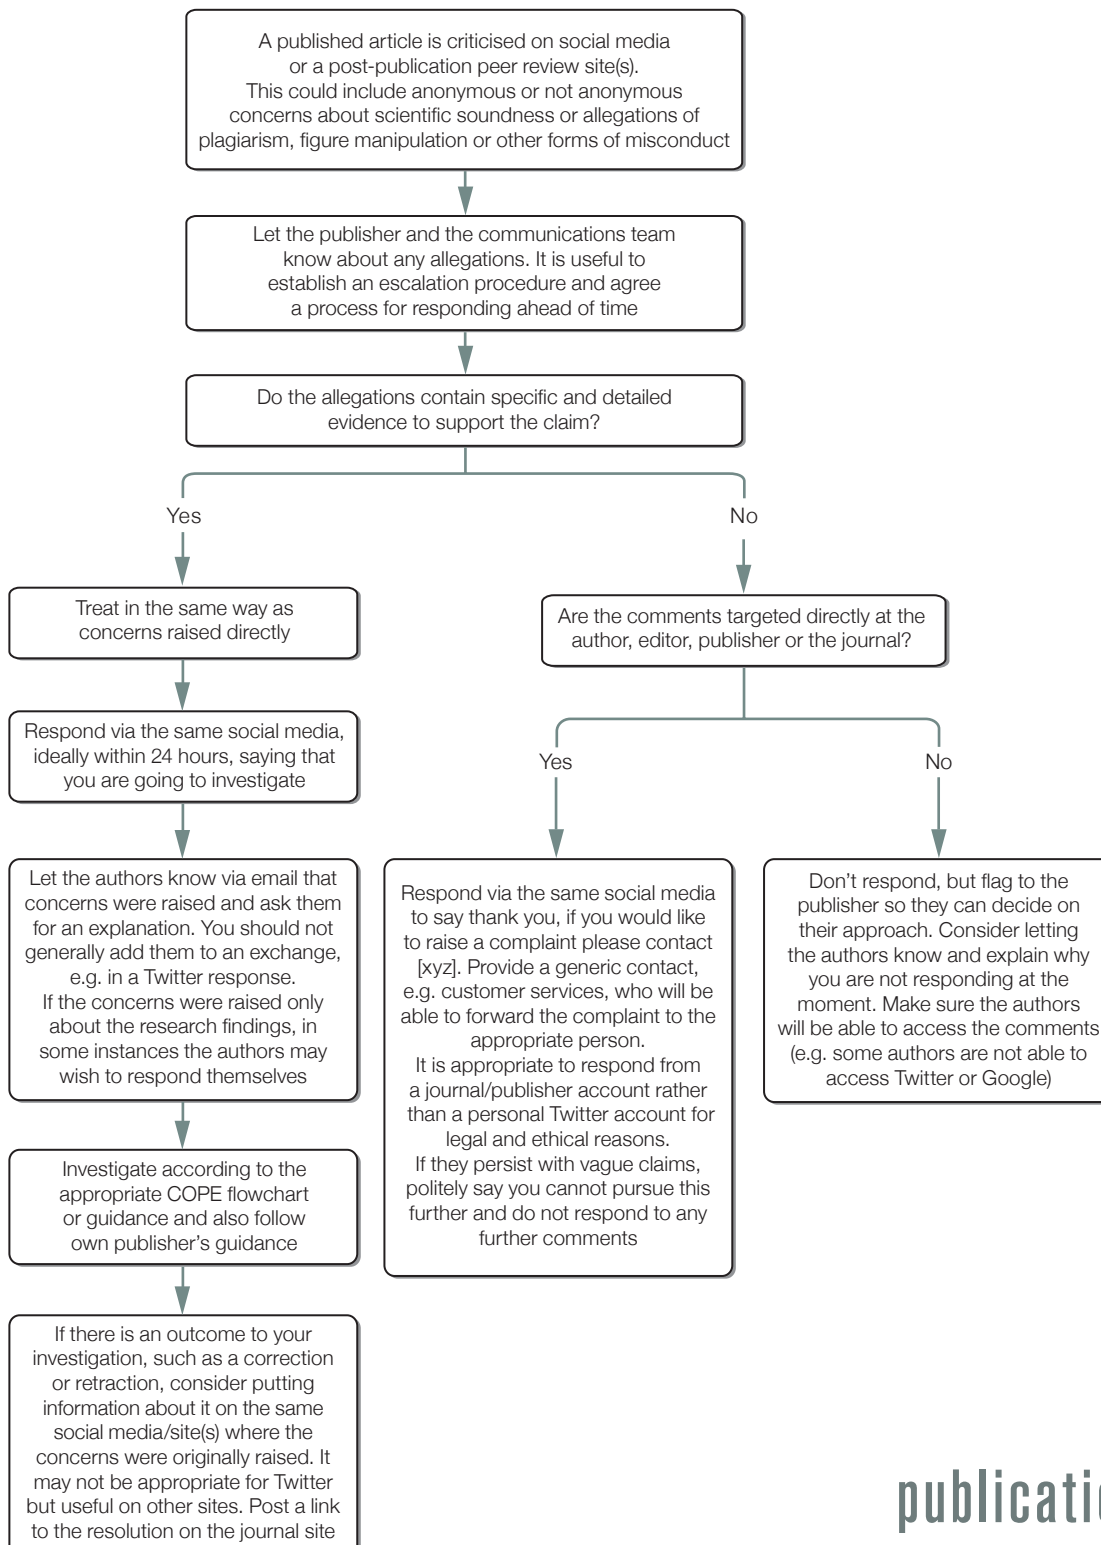 A published article is criticised on social media
or a post-publication peer review site(s).
This could include anonymous or not anonymous
concerns about scientific soundness or allegations of
plagiarism, figure manipulation or other forms of misconduct
Let the publisher and the communications team
know about any allegations. It is useful to
establish an escalation procedure and agree
a process for responding ahead of time
Do the allegations contain specific and detailed
evidence to support the claim?
Yes
No
Treat in the same way as
concerns raised directly
Are the comments targeted directly at the
author, editor, publisher or the journal?
Respond via the same social media,
ideally within 24 hours, saying that
you are going to investigate
Yes
No
Let the authors know via email that
concerns were raised and ask them
for an explanation. You should not
generally add them to an exchange,
e.g. in a Twitter response.
If the concerns were raised only
about the research findings, in
some instances the authors may
wish to respond themselves
Respond via the same social media
to say thank you, if you would like
to raise a complaint please contact
[xyz]. Provide a generic contact,
e.g. customer services, who will be
able to forward the complaint to the
appropriate person.
It is appropriate to respond from
a journal/publisher account rather
than a personal Twitter account for
legal and ethical reasons.
If they persist with vague claims,
politely say you cannot pursue this
further and do not respond to any
further comments
Don't respond, but flag to the
publisher so they can decide on
their approach. Consider letting
the authors know and explain why
you are not responding at the
moment. Make sure the authors
will be able to access the comments
(e.g. some authors are not able to
access Twitter or Google)
Investigate according to the
appropriate COPE flowchart
or guidance and also follow
own publisher's guidance
If there is an outcome to your
investigation, such as a correction
or retraction, consider putting
information about it on the same
social media/site(s) where the
concerns were originally raised. It
may not be appropriate for Twitter
but useful on other sites. Post a link
to the resolution on the journal site